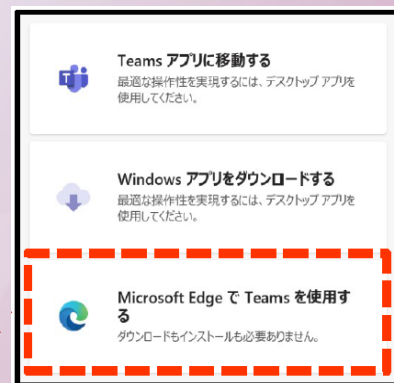 Teams アプリに移動する
最適な操作性を実現するには、デスクトップ アプリを
使用してください。
Windows アプリをダウンロードする
最適な操作性を実現するには、デスクトップ アプリを
使用してください。
Microsoft Edge で Teams を使用す
る
ダウンロードもインストールも必要ありません。